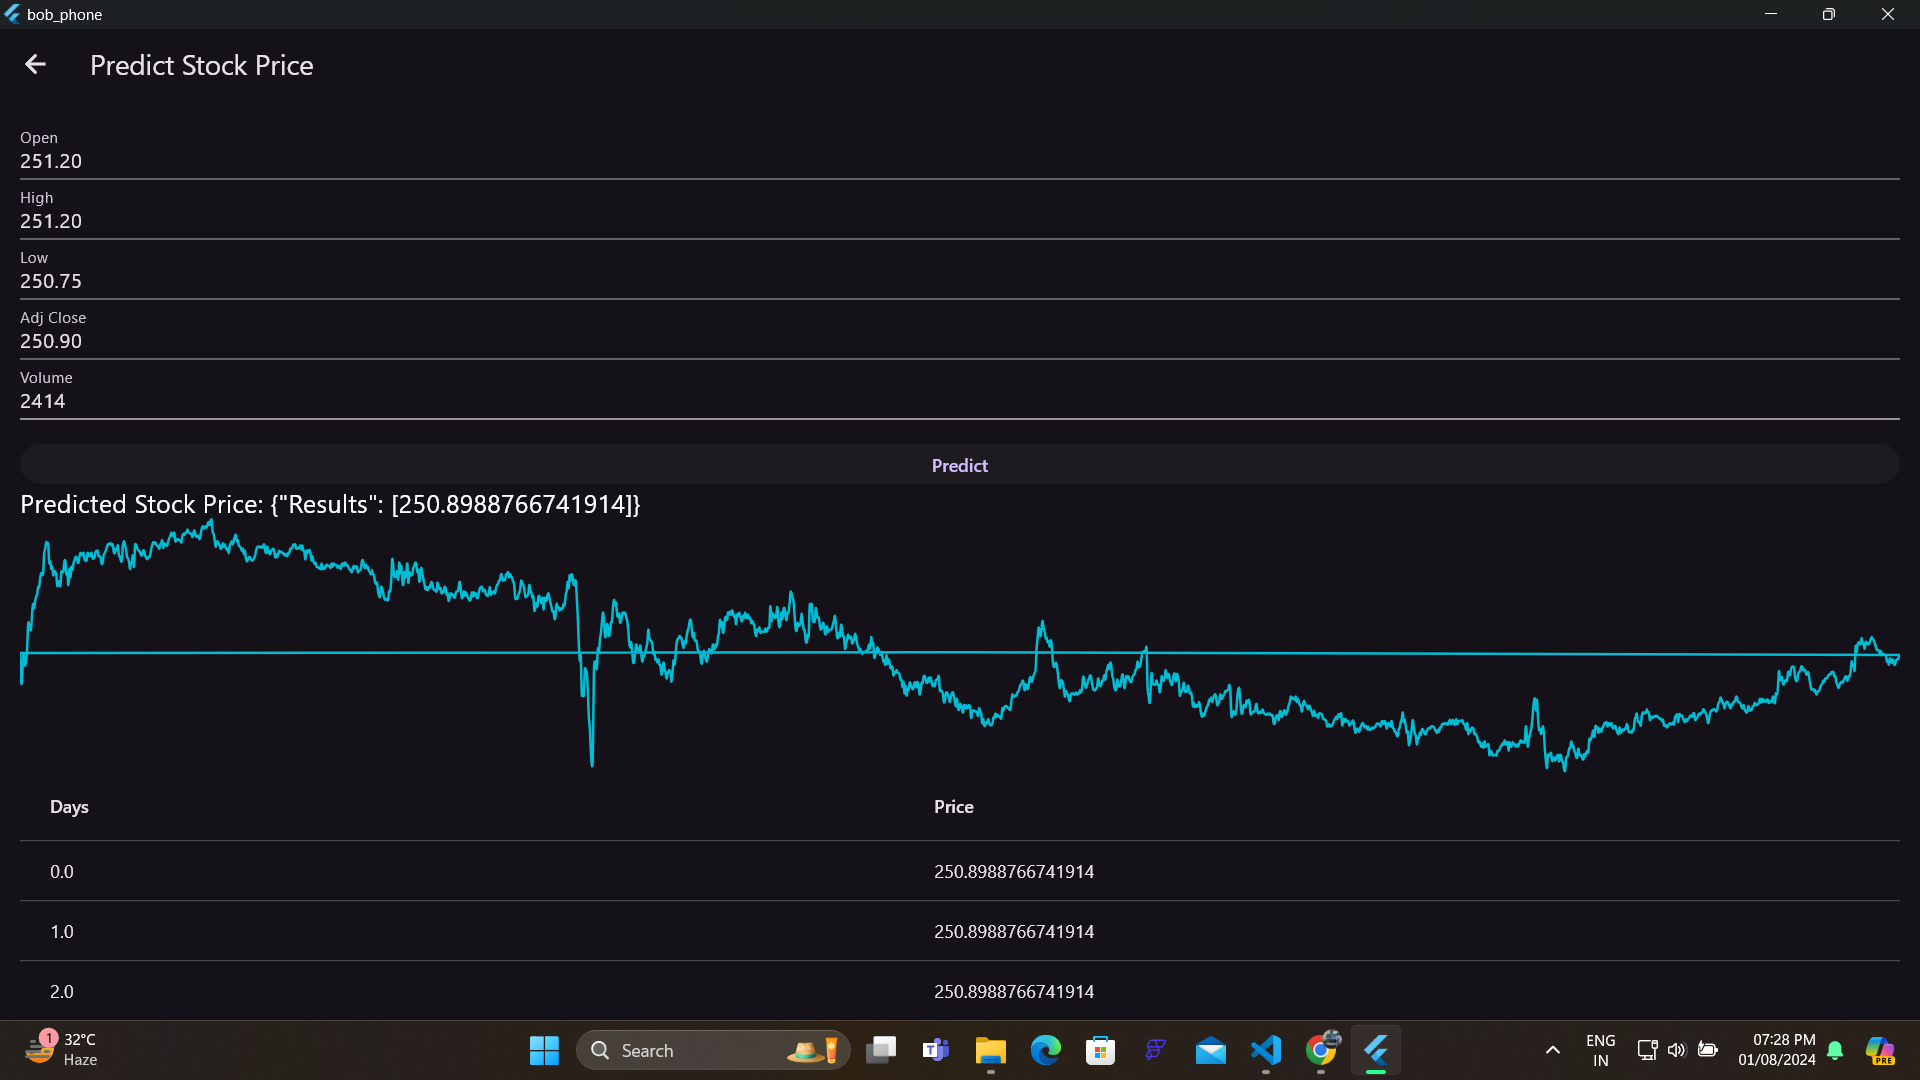 bob_phone
Predict Stock Price
Open
251.20
High
251.20
Low
250.75
Adj Close
250.90
Volume
2414
Predict
Predicted Stock Price: {"Results": [250.8988766741914]}
Days Price
0.0 250.8988766741914
1.0 250.8988766741914
2.0 250.8988766741914
1 32°C
Haze
Search
T
PRE
ENG
IN
07:28 PM
01/08/2024